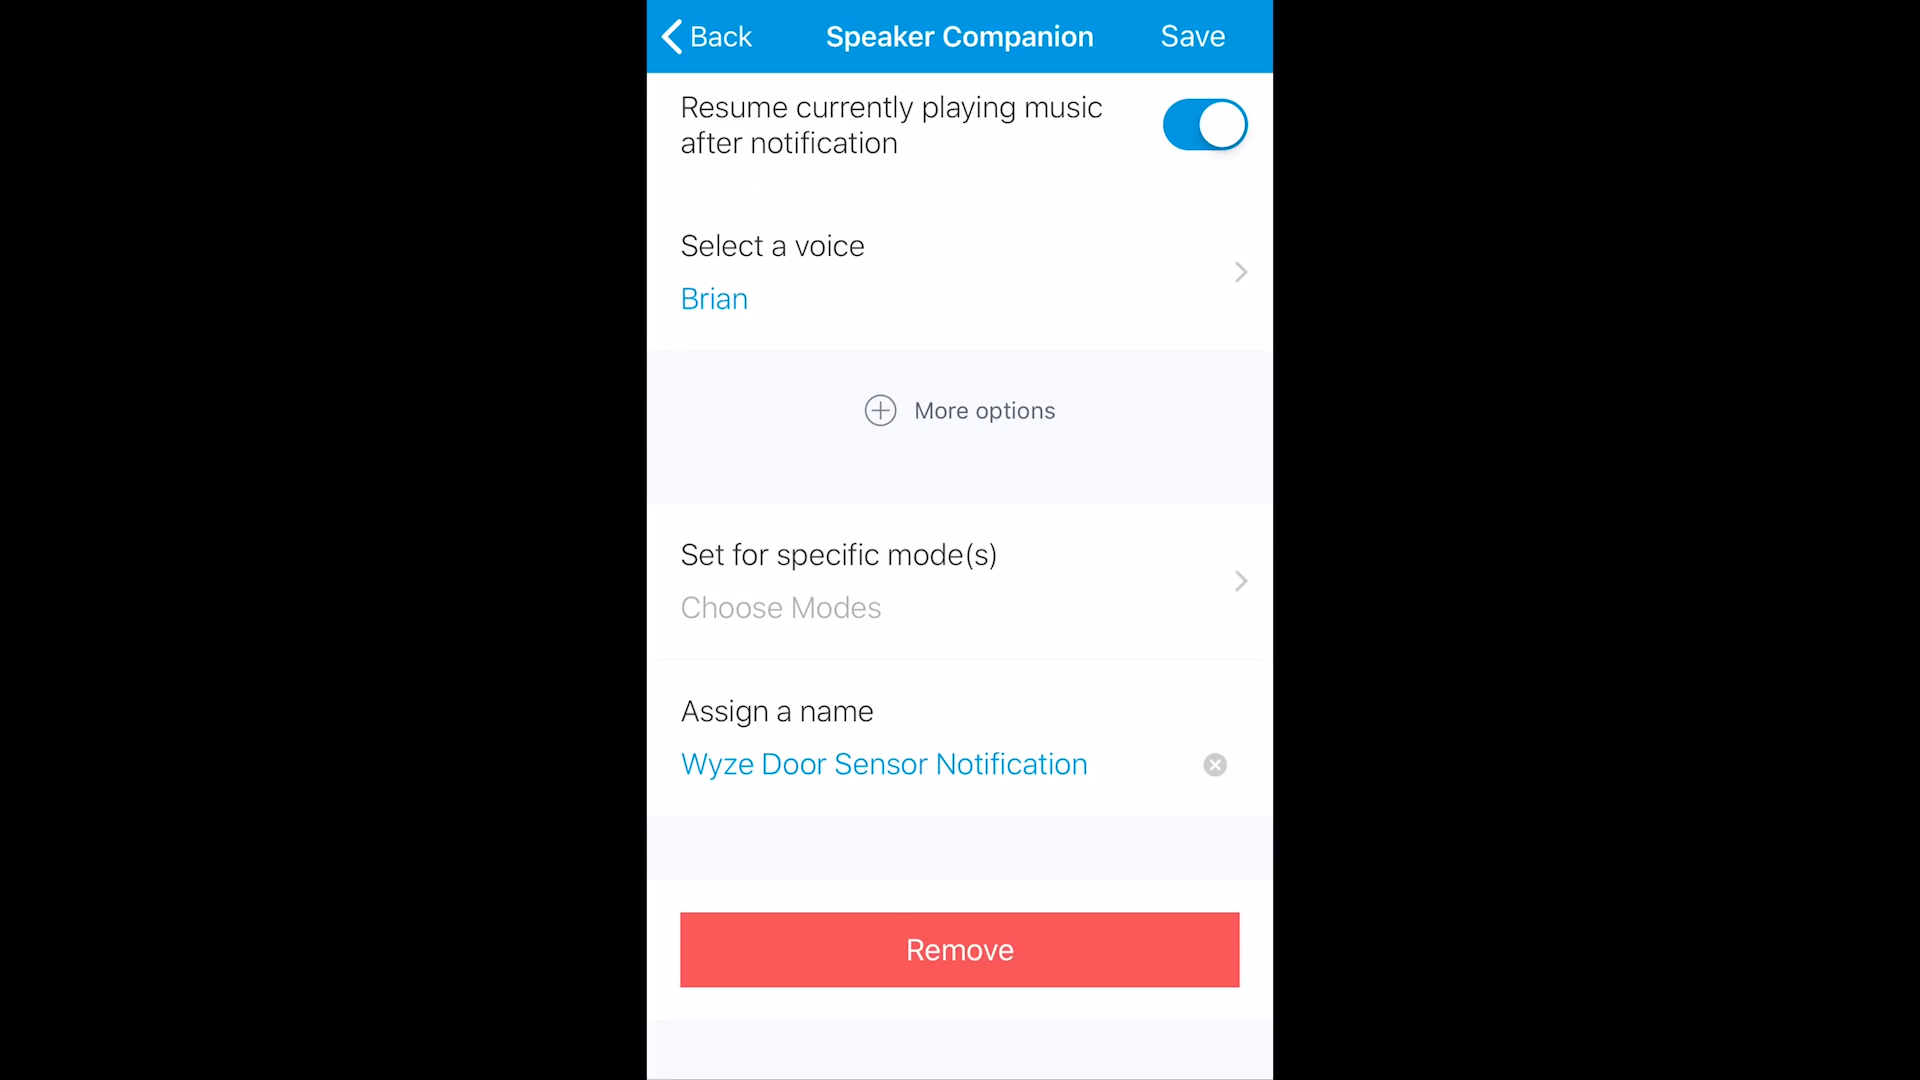 Back
Speaker Companion
Save
Resume currently playing music
after notification
Select a voice
Brian
More options
Set for specific mode(s)
Choose Modes
Assign a name
Wyze Door Sensor Notification
Remove